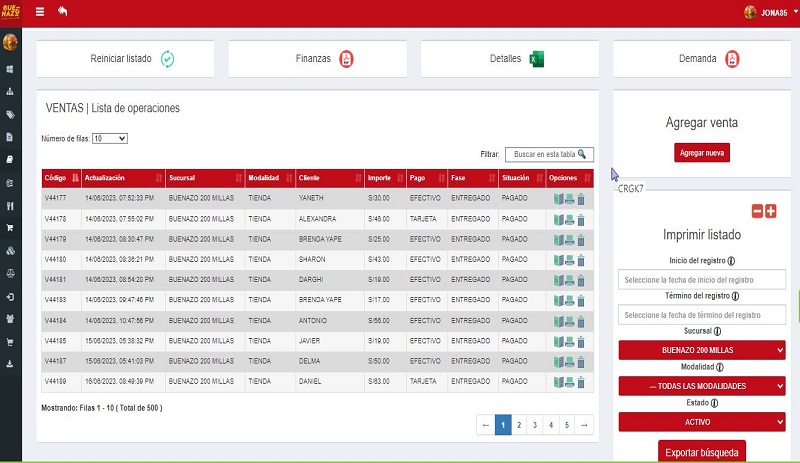 BUE
NAZO
JONA85
Reiniciar listado
Finanzas
Detalles
Demanda
VENTAS | Lista de operaciones
Número de filas: 10
Filtrar: Buscar en esta tabla
Código Actualización Sucursal Modalidad Cliente Importe Pago Fase Situación Opciones
V44177 14/06/2023, 07:52:33 PM BUENAZO 200 MILLAS TIENDA YANETH S/30.00 EFECTIVO ENTREGADO PAGADO
V44178 14/06/2023, 07:55:02 PM BUENAZO 200 MILLAS TIENDA ALEXANDRA S/46.00 TARJETA ENTREGADO PAGADO
V44179 14/06/2023, 08:30:47 PM BUENAZO 200 MILLAS TIENDA BRENDA YAPE S/25.00 EFECTIVO ENTREGADO PAGADO
V44180 14/06/2023, 08:36:21 PM BUENAZO 200 MILLAS TIENDA SHARON S/43.00 EFECTIVO ENTREGADO PAGADO
V44181 14/06/2023, 08:54:20 PM BUENAZO 200 MILLAS TIENDA DARGHI S/19.00 EFECTIVO ENTREGADO PAGADO
V44183 14/06/2023, 09:47:46 PM BUENAZO 200 MILLAS TIENDA BRENDA YAPE S/17.00 EFECTIVO ENTREGADO PAGADO
V44184 14/06/2023, 10:47:56 PM BUENAZO 200 MILLAS TIENDA ANTONIO S/56.00 EFECTIVO ENTREGADO PAGADO
V44185 15/06/2023, 05:38:32 PM BUENAZO 200 MILLAS TIENDA JAVIER S/19.00 EFECTIVO ENTREGADO PAGADO
V44187 15/06/2023, 05:41:03 PM BUENAZO 200 MILLAS TIENDA DELMA S/50.00 EFECTIVO ENTREGADO PAGADO
V44189 16/06/2023, 08:49:39 PM BUENAZO 200 MILLAS TIENDA DANIEL S/63.00 TARJETA ENTREGADO PAGADO
Mostrando: Filas 1 - 10 ( Total de 500 )
← 1 2 3 4 5 →
Agregar venta
Agregar nueva
CRGK7
Imprimir listado
Inicio del registro
Seleccione la fecha de inicio del registro
Término del registro
Seleccione la fecha de término del registro
Sucursal
BUENAZO 200 MILLAS
Modalidad
--- TODAS LAS MODALIDADES
Estado
ACTIVO
Exportar búsqueda